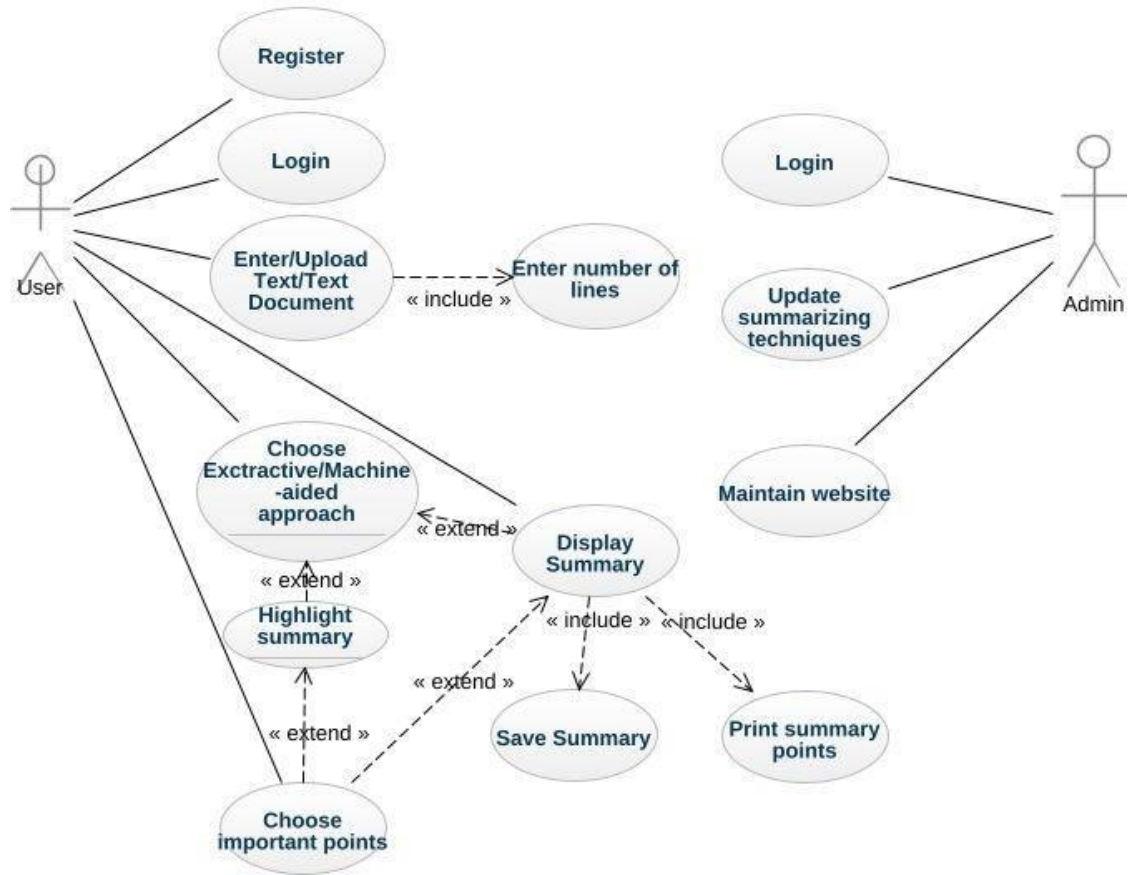 Register
Login
Enter/Upload
Text/Text
Document
« include »
Enter number of
lines
User
Login
Update
summarizing
techniques
Admin
Maintain website
Choose
Exctractive/Machine
-aided
approach
« extend »
Display
Summary
« extend »
Highlight
summary
« include »
« include »
« extend »
« extend »
Save Summary
Print summary
points
Choose
important points